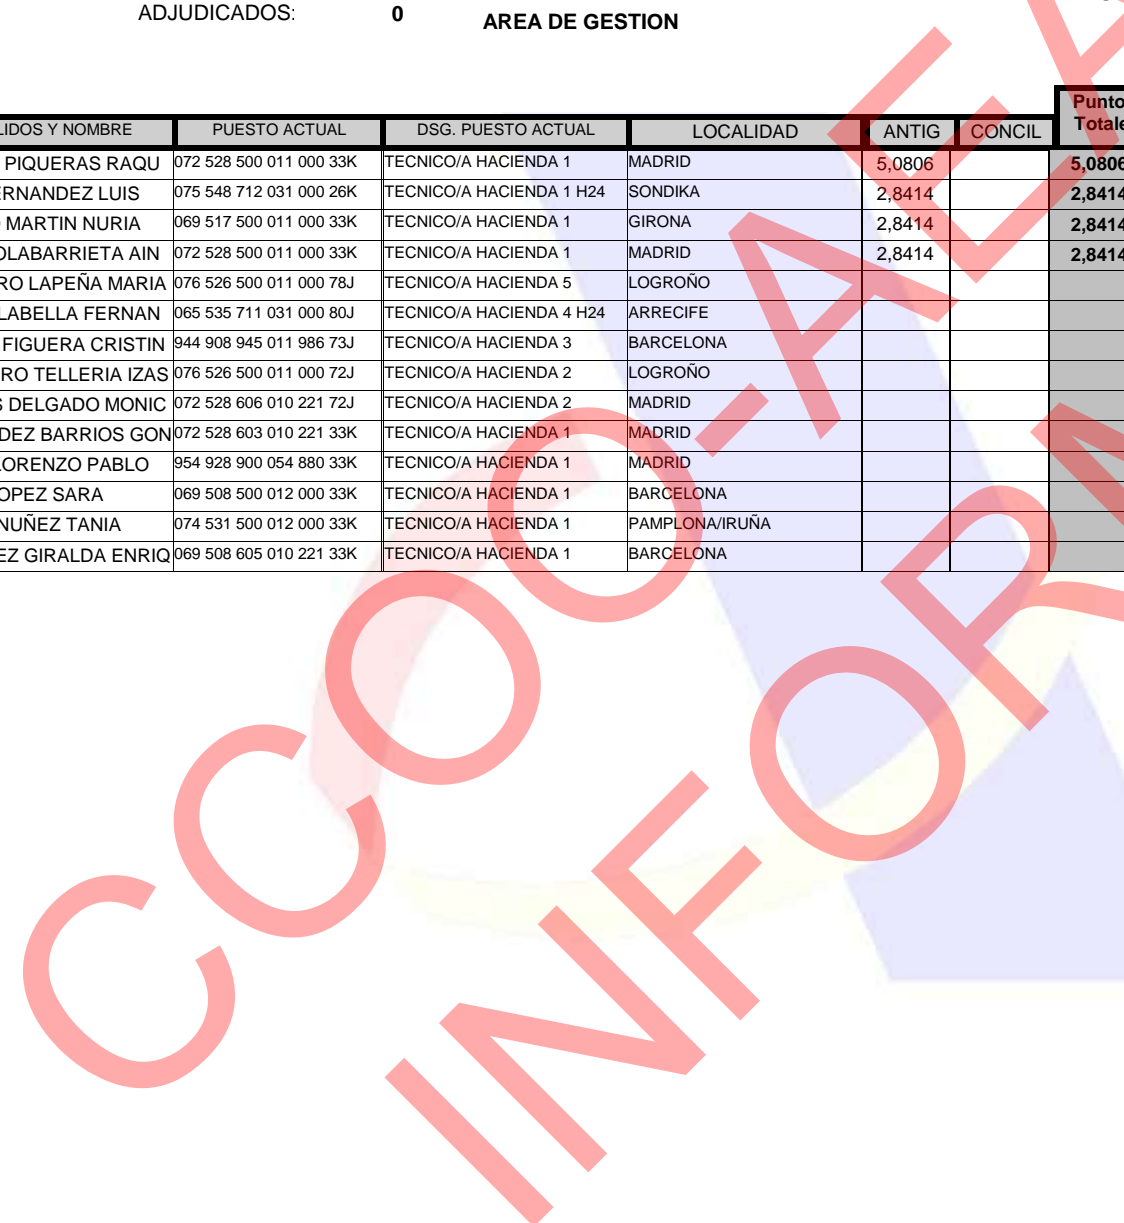 ADJUDICADOS: 0 AREA DE GESTION
Punto
LIDOS Y NOMBRE PUESTO ACTUAL DSG. PUESTO ACTUAL LOCALIDAD ANTIG CONCIL Totale
PIQUERAS RAQU 072 528 500 011 000 33K TECNICO/A HACIENDA 1 MADRID 5,0806 5,0806
ERNANDEZ LUIS 075 548 712 031 000 26K TECNICO/A HACIENDA 1 H24 SONDIKA 2,8414 2,8414
MARTIN NURIA 069 517 500 011 000 33K TECNICO/A HACIENDA 1 GIRONA 2,8414 2,8414
OLABARRIETA AIN 072 528 500 011 000 33K TECNICO/A HACIENDA 1 MADRID 2,8414 2,8414
RO LAPEÑA MARIA 076 526 500 011 000 78J TECNICO/A HACIENDA 5 LOGROÑO
LABELLA FERNAN 065 535 711 031 000 80J TECNICO/A HACIENDA 4 H24 ARRECIFE
FIGUERA CRISTIN 944 908 945 011 986 73J TECNICO/A HACIENDA 3 BARCELONA
RO TELLERIA IZAS 076 526 500 011 000 72J TECNICO/A HACIENDA 2 LOGROÑO
S DELGADO MONIC 072 528 606 010 221 72J TECNICO/A HACIENDA 2 MADRID
DEZ BARRIOS GON 072 528 603 010 221 33K TECNICO/A HACIENDA 1 MADRID
LORENZO PABLO 954 928 900 054 880 33K TECNICO/A HACIENDA 1 MADRID
OPEZ SARA 069 508 500 012 000 33K TECNICO/A HACIENDA 1 BARCELONA
NUÑEZ TANIA 074 531 500 012 000 33K TECNICO/A HACIENDA 1 PAMPLONA/IRUÑA
EZ GIRALDA ENRIQ 069 508 605 010 221 33K TECNICO/A HACIENDA 1 BARCELONA
CCOO-AEA
INFORM